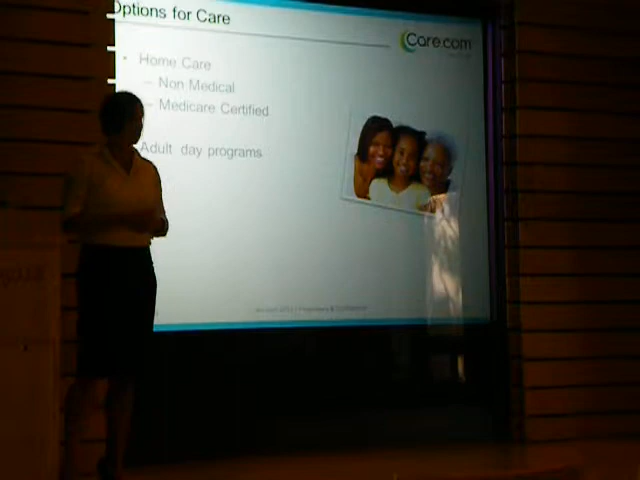 Options for Care
Care.com
Home Care
– Non Medical
– Medicare Certified
Adult day programs